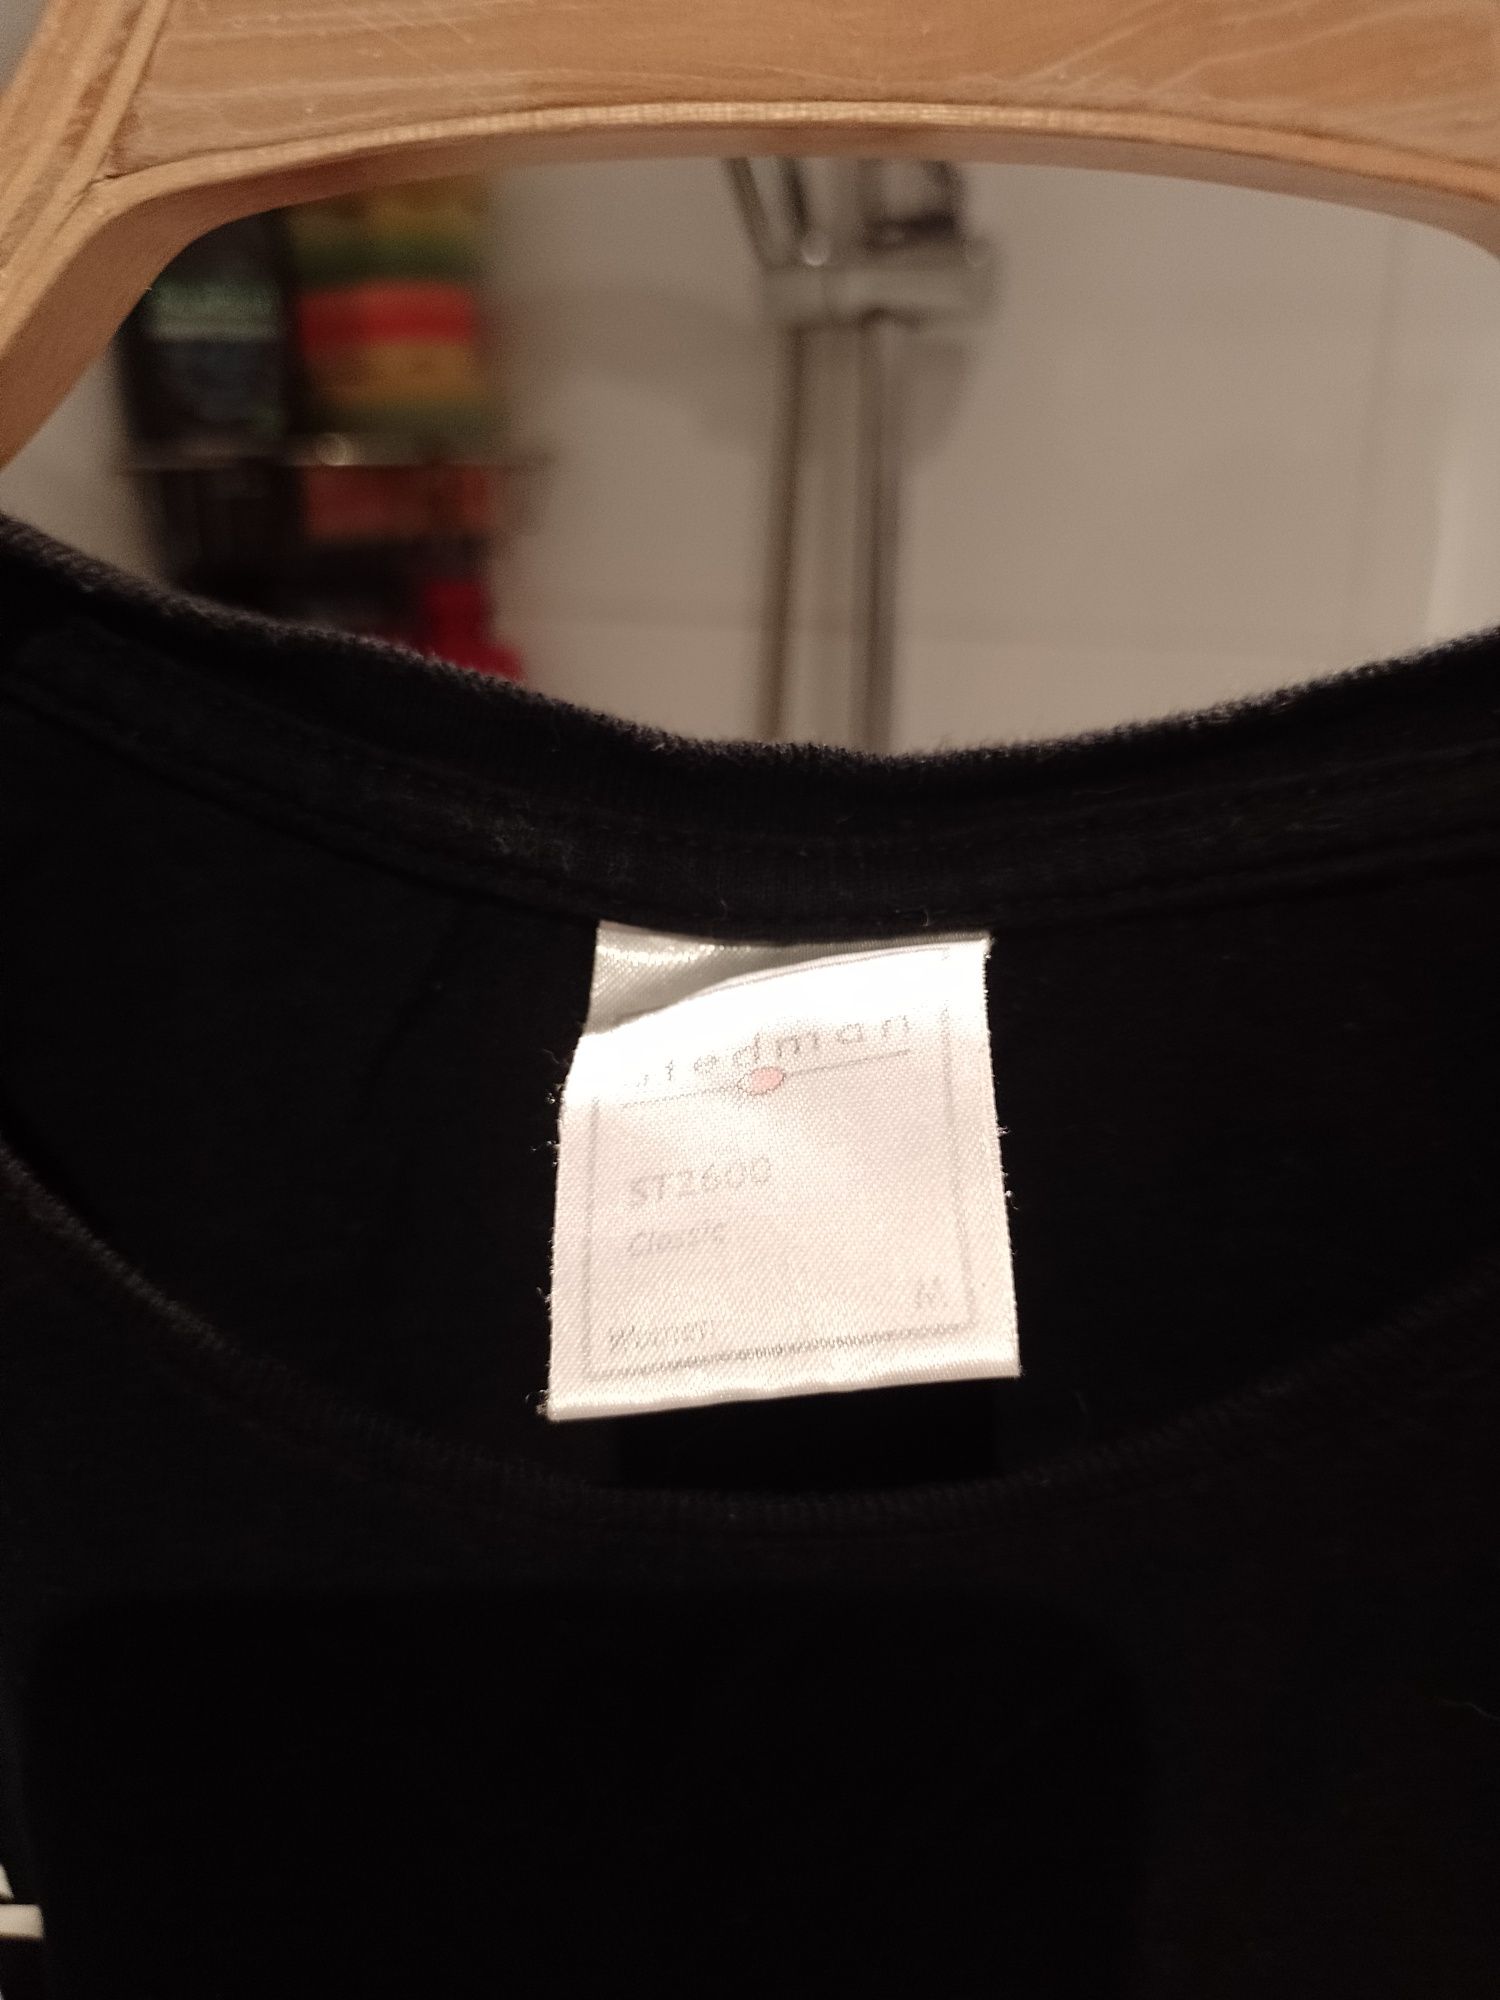 stedman
ST2600
Classic
M
Women